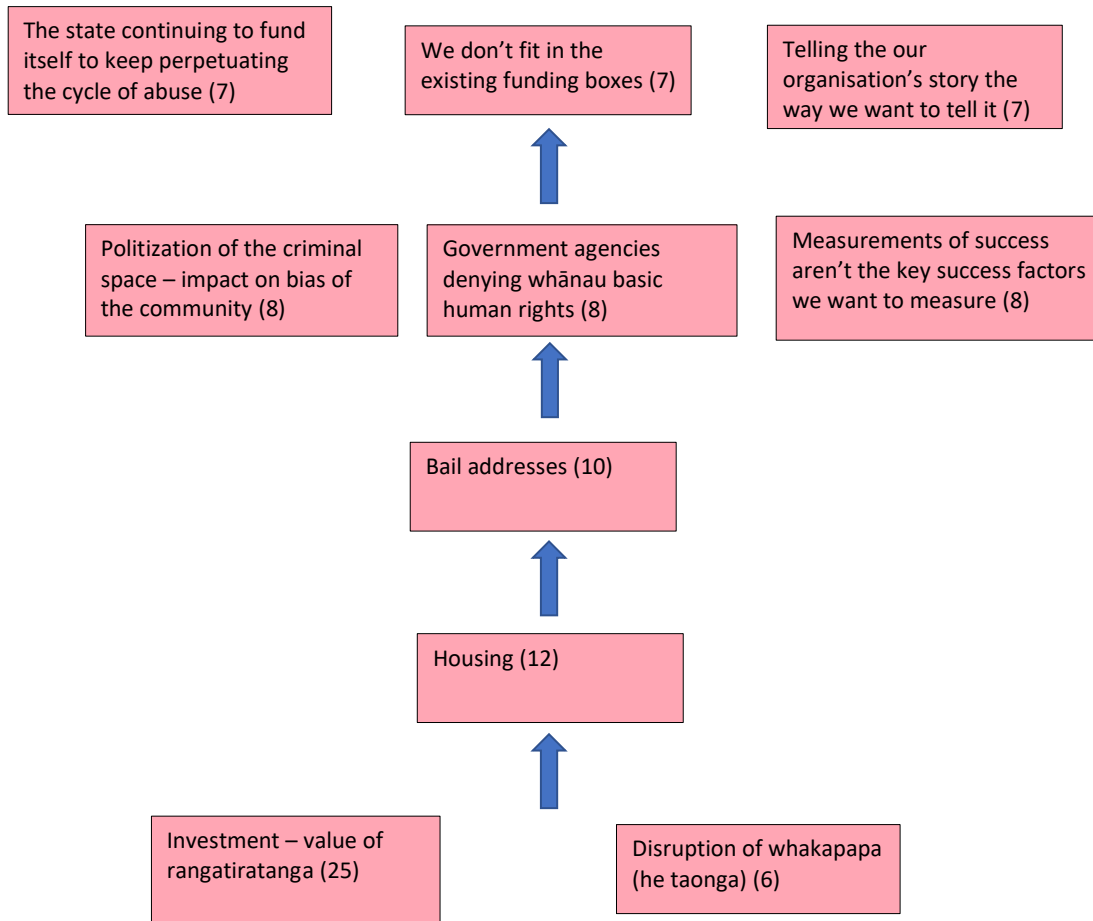 The state continuing to fund
itself to keep perpetuating
the cycle of abuse (7)
We don’t fit in the
existing funding boxes (7)
Telling the our
organisation’s story the
way we want to tell it (7)
Politization of the criminal
space – impact on bias of
the community (8)
Government agencies
denying whānau basic
human rights (8)
Measurements of success
aren’t the key success factors
we want to measure (8)
Bail addresses (10)
Housing (12)
Investment – value of
rangatiratanga (25)
Disruption of whakapapa
(he taonga) (6)